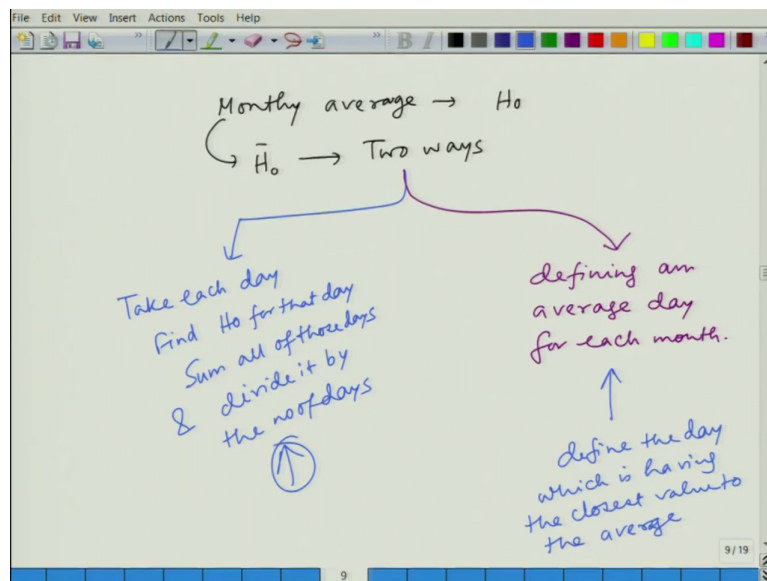 File Edit View Insert Actions Tools Help
B I
Monthy average → Ho
H̄o → Two ways
Take each day
find Ho for that day
Sum all of those days
& divide it by
the no of days
defining am
average day
for each month.
define the day
which is having
the closest value to
the average
9/19
9